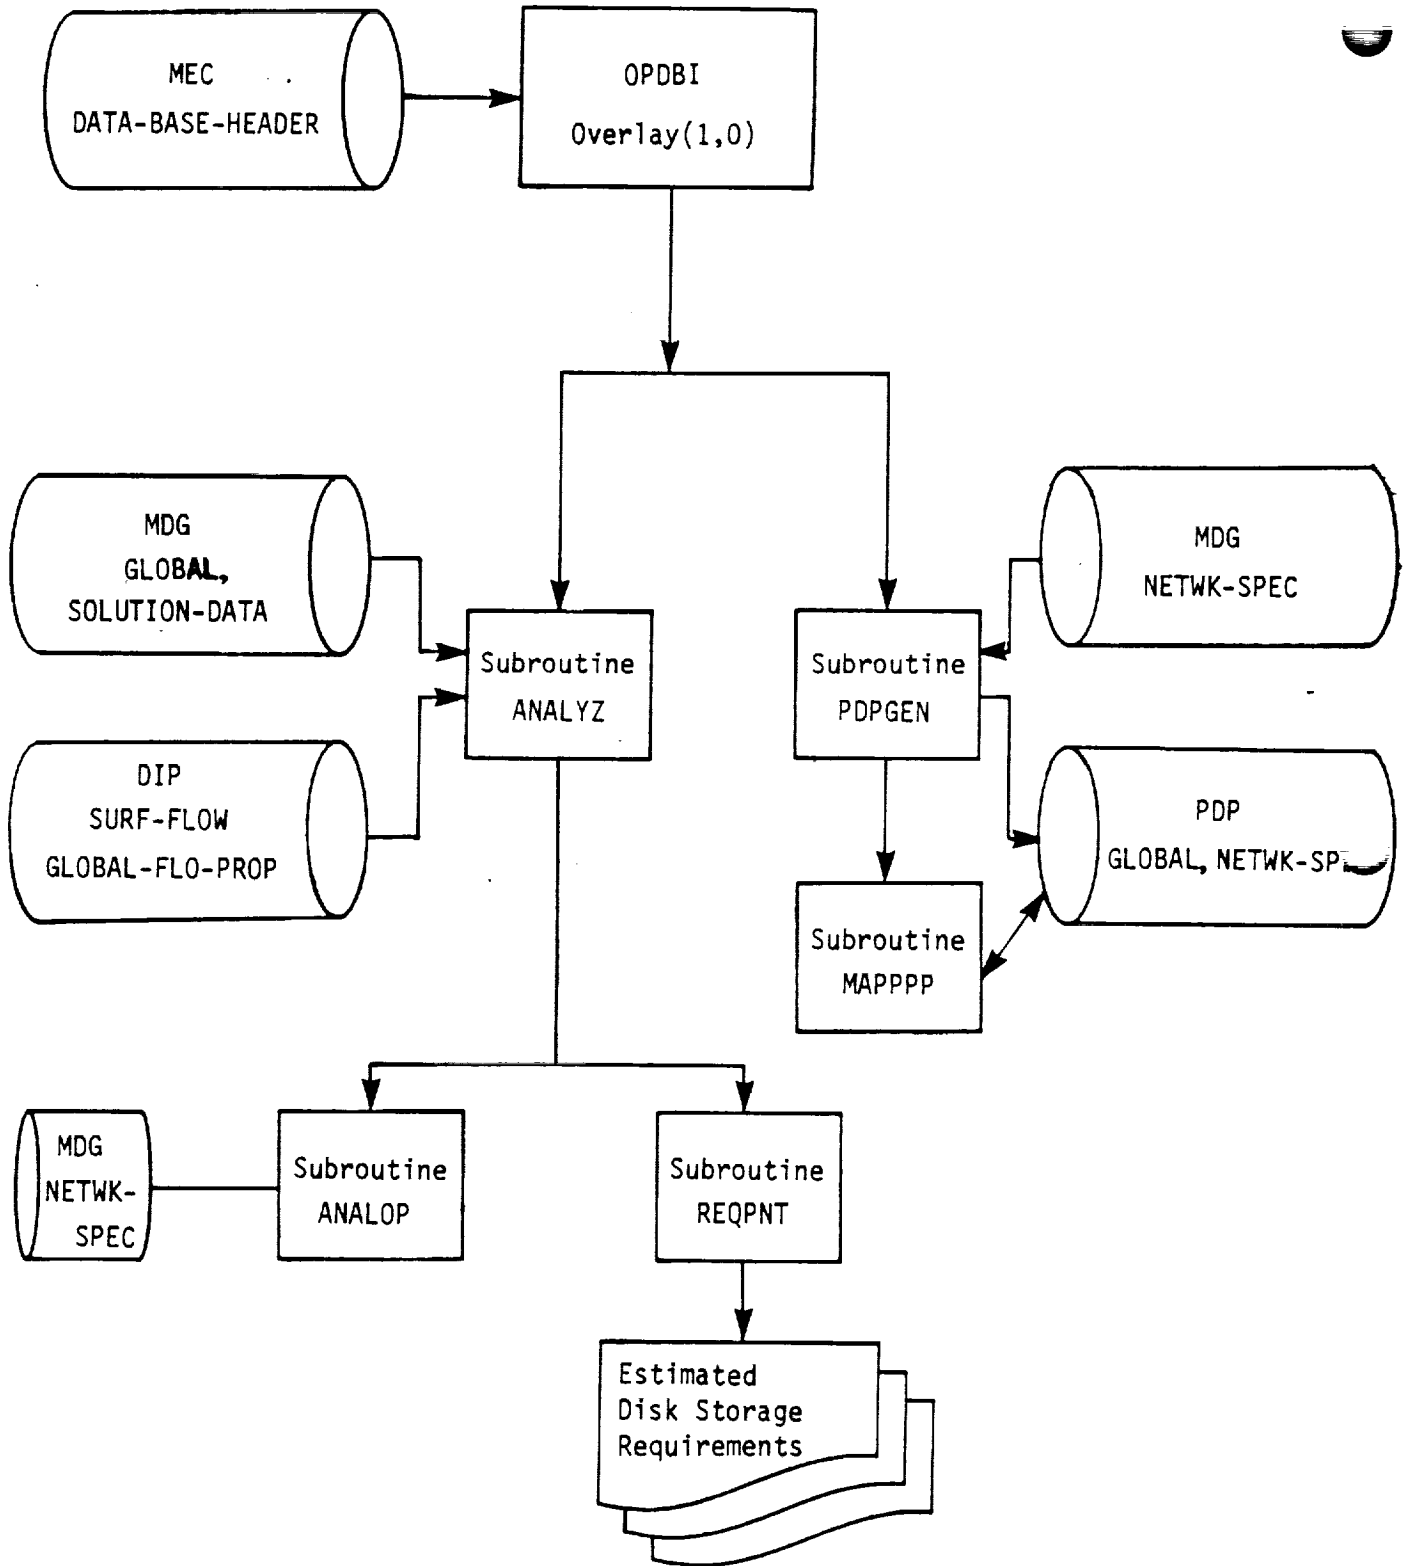 MEC
DATA-BASE-HEADER
OPDBI
Overlay(1,0)
MDG
GLOBAL,
SOLUTION-DATA
MDG
NETWK-SPEC
Subroutine
ANALYZ
Subroutine
PDPGEN
DIP
SURF-FLOW
GLOBAL-FLO-PROP
PDP
GLOBAL, NETWK-SP
Subroutine
MAPPPP
MDG
NETWK-
SPEC
Subroutine
ANALOP
Subroutine
REQPNT
Estimated
Disk Storage
Requirements